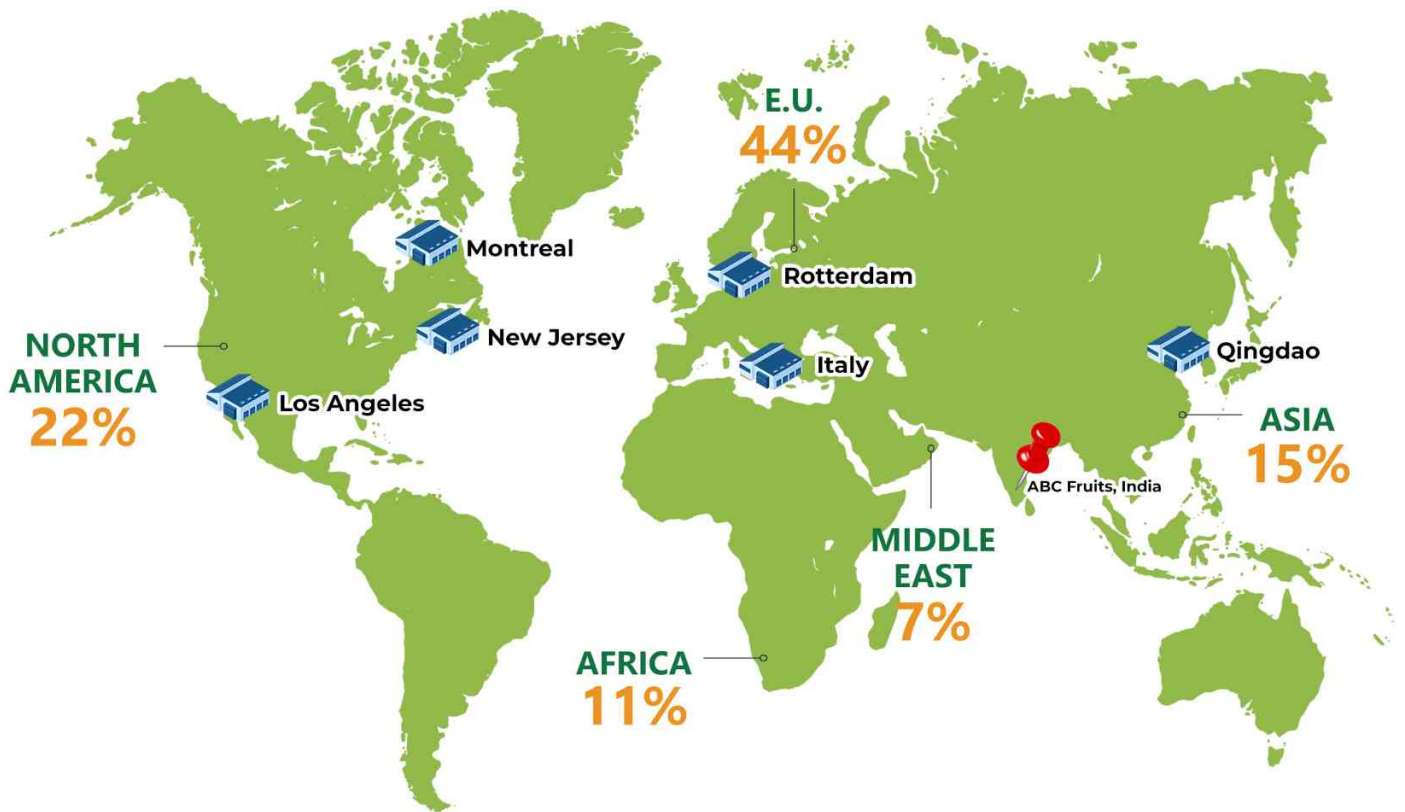 E.U.
44%
Montreal
Rotterdam
New Jersey
NORTH
AMERICA
22%
Italy
Qingdao
Los Angeles
ASIA
15%
ABC Fruits, India
MIDDLE
EAST
7%
AFRICA
11%